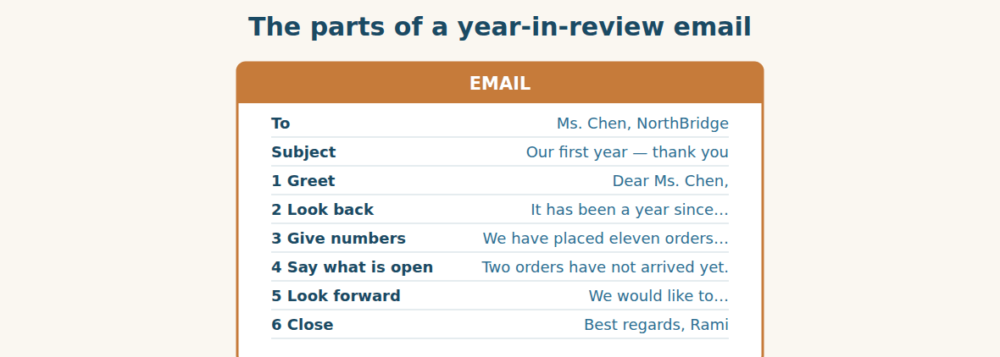 The parts of a year-in-review email
EMAIL
To Ms. Chen, NorthBridge
Subject Our first year — thank you
1 Greet Dear Ms. Chen,
2 Look back It has been a year since...
3 Give numbers We have placed eleven orders...
4 Say what is open Two orders have not arrived yet.
5 Look forward We would like to...
6 Close Best regards, Rami